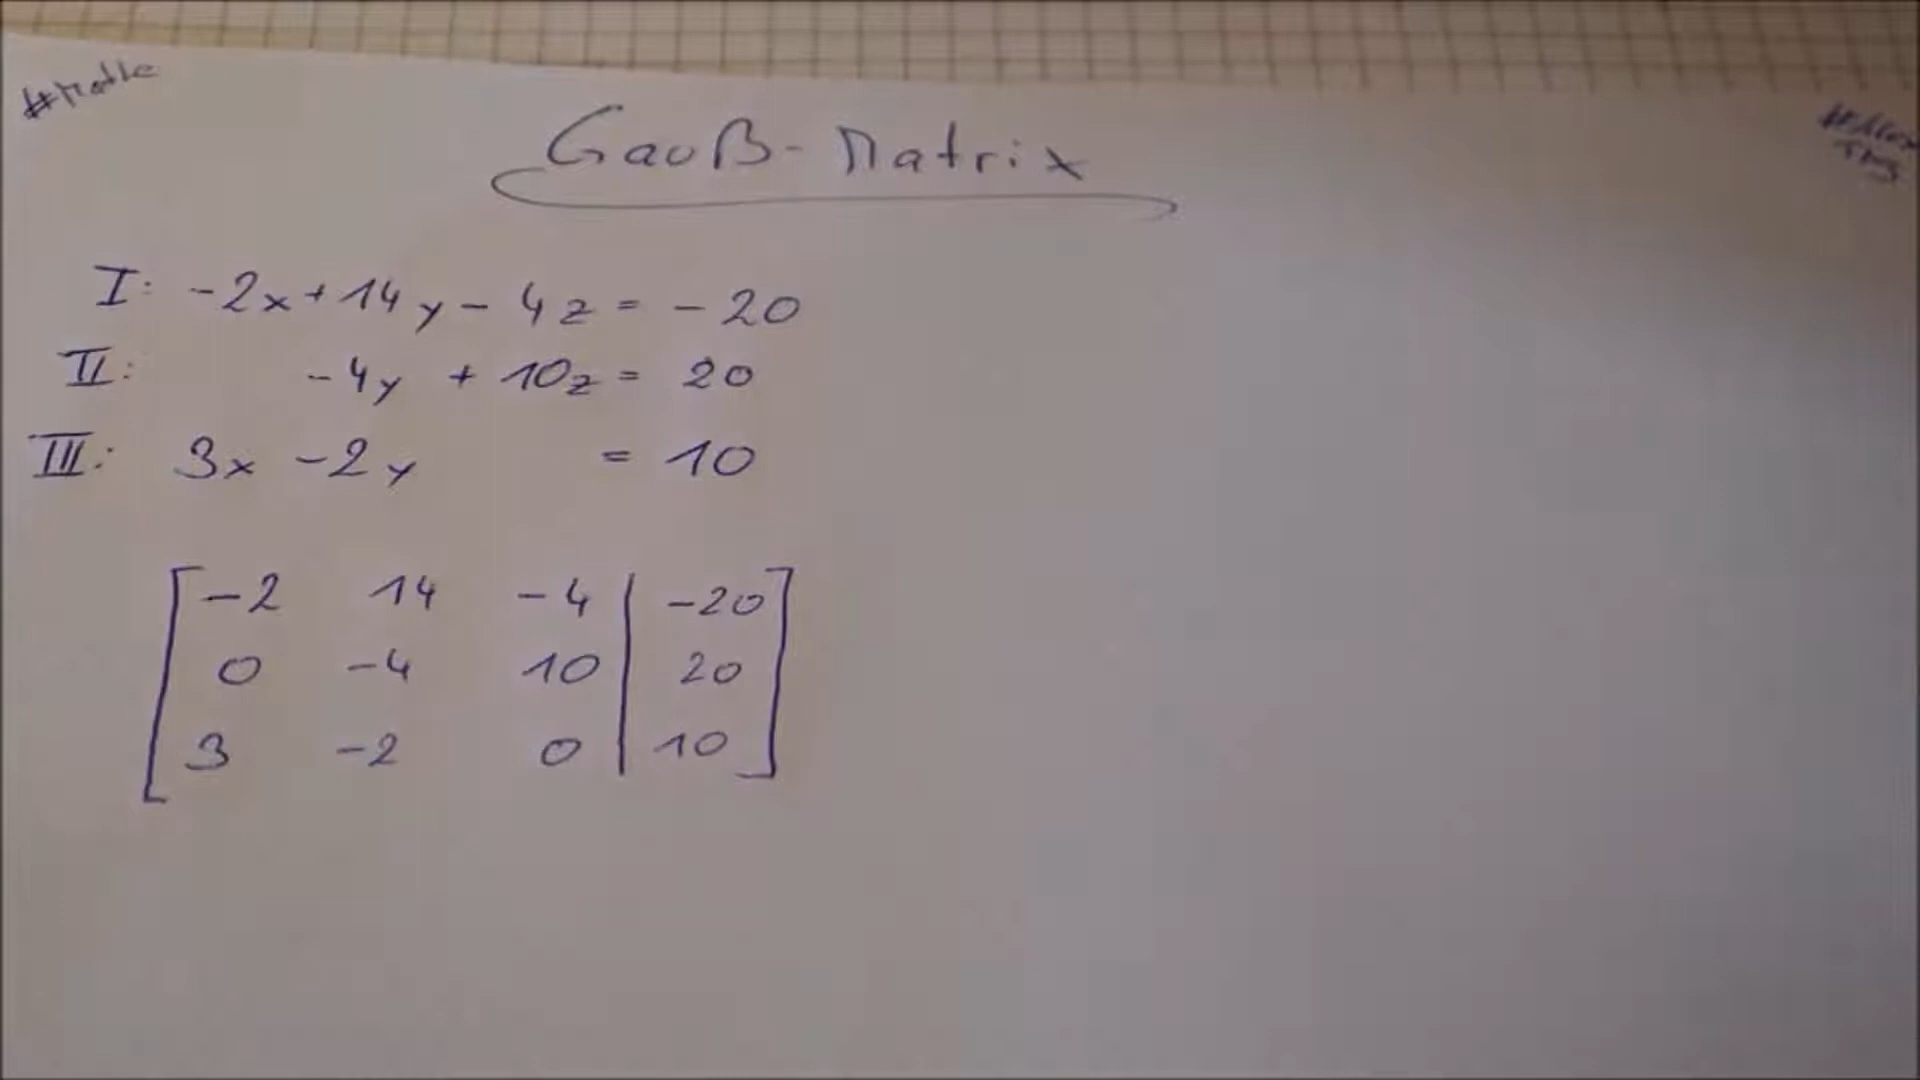 #Mathe
Gauß-Matrix
I: -2x + 14y - 4z = -20
II: -4y + 10z = 20
III: 3x - 2y = 10
-2 14 -4 | -20
0 -4 10 | 20
3 -2 0 | 10